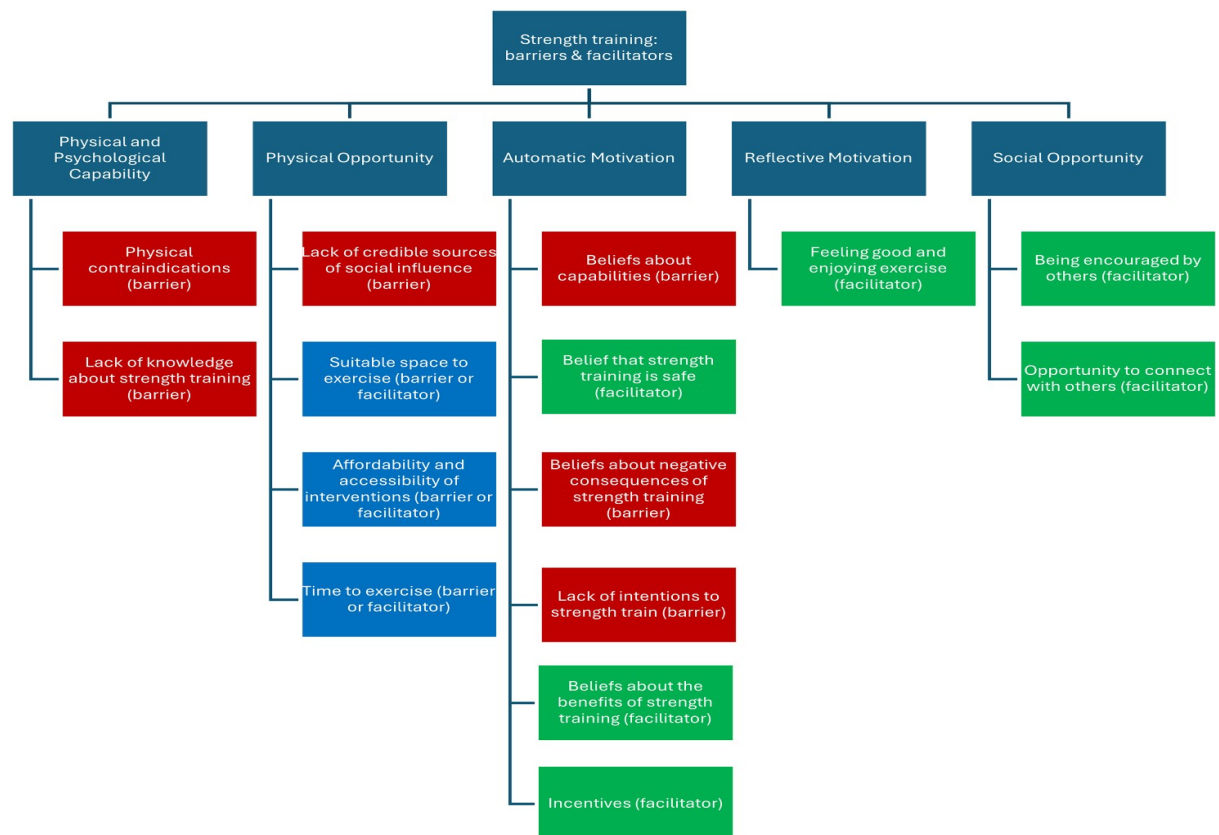 Strength training:
barriers & facilitators
Physical and
Psychological
Capability
Physical Opportunity
Automatic Motivation
Reflective Motivation
Social Opportunity
Physical
contraindications
(barrier)
Lack of knowledge
about strength training
(barrier)
Lack of credible sources
of social influence
(barrier)
Suitable space to
exercise (barrier or
facilitator)
Affordability and
accessibility of
interventions (barrier or
facilitator)
Time to exercise (barrier
or facilitator)
Beliefs about
capabilities (barrier)
Belief that strength
training is safe
(facilitator)
Beliefs about negative
consequences of
strength training
(barrier)
Lack of intentions to
strength train (barrier)
Beliefs about the
benefits of strength
training (facilitator)
Incentives (facilitator)
Feeling good and
enjoying exercise
(facilitator)
Being encouraged by
others (facilitator)
Opportunity to connect
with others (facilitator)